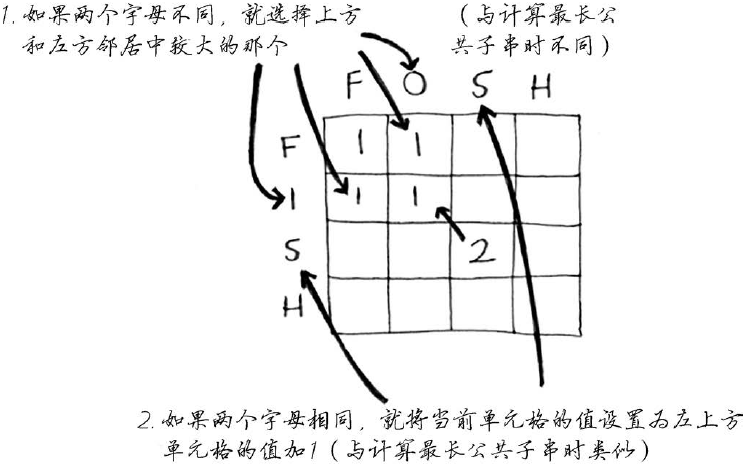 1. 如果两个字母不同，就选择上方
和左方邻居中较大的那个
（与计算最长公
共子串时不同）
F O S H
F 1 1
I 1 1
S 2
H
2. 如果两个字母相同，就将当前单元格的值设置为左上方
单元格的值加1（与计算最长公共子串时类似）